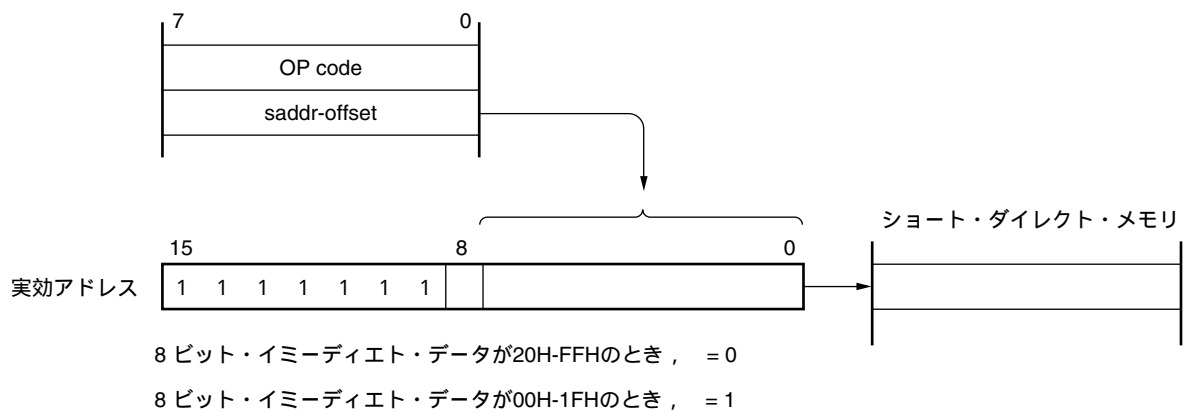 7 0
OP code
saddr-offset
ショート・ダイレクト・メモリ
15 8 0
実効アドレス 1 1 1 1 1 1 1
8 ビット・イミーディエト・データが20H-FFHのとき， = 0
8 ビット・イミーディエト・データが00H-1FHのとき， = 1